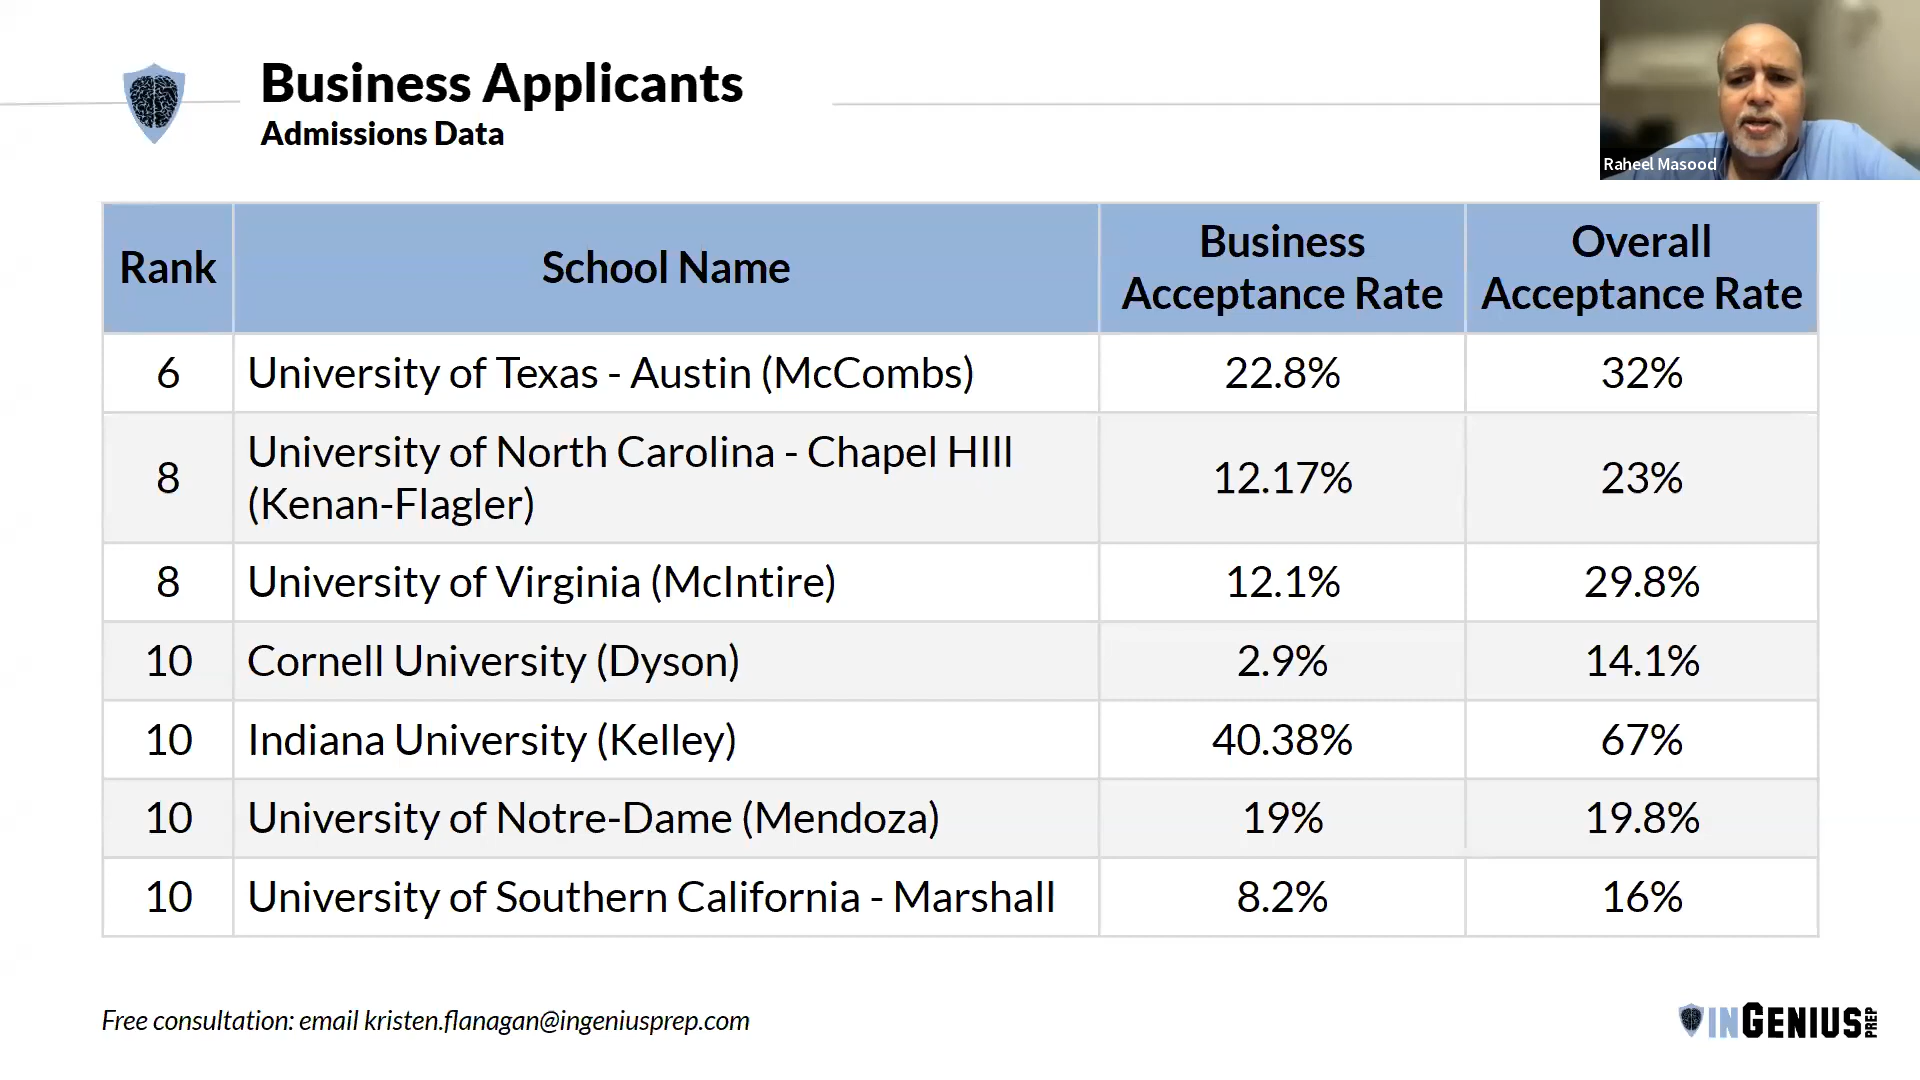 Business Applicants
Admissions Data
Raheel Masood
Rank
School Name
Business
Acceptance Rate
Overall
Acceptance Rate
6
University of Texas - Austin (McCombs)
22.8%
32%
8
University of North Carolina - Chapel HIll
(Kenan-Flagler)
12.17%
23%
8
University of Virginia (McIntire)
12.1%
29.8%
10
Cornell University (Dyson)
2.9%
14.1%
10
Indiana University (Kelley)
40.38%
67%
10
University of Notre-Dame (Mendoza)
19%
19.8%
10
University of Southern California - Marshall
8.2%
16%
Free consultation: email kristen.flanagan@ingeniusprep.com
INGENIUS PREP